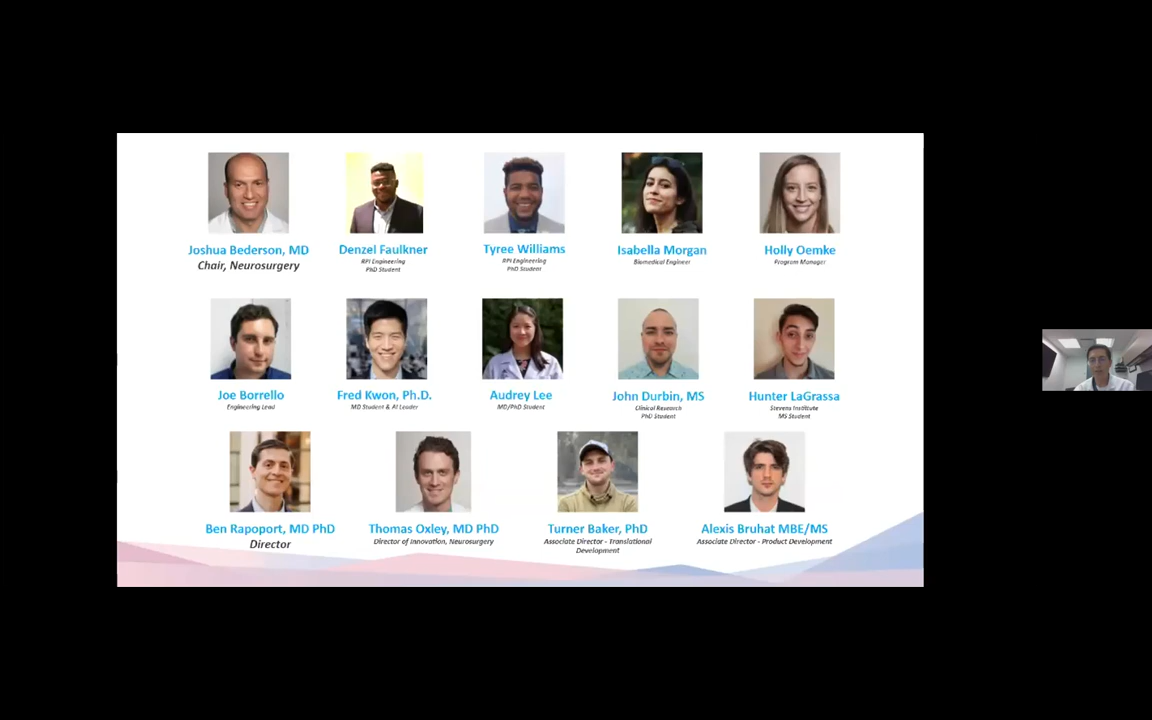 Joshua Bederson, MD
Chair, Neurosurgery
Denzel Faulkner
RPI Engineering
PhD Student
Tyree Williams
RPI Engineering
PhD Student
Isabella Morgan
Biomedical Engineer
Holly Oemke
Program Manager
Joe Borrello
Engineering Lead
Fred Kwon, Ph.D.
MD Student & AI Leader
Audrey Lee
MD/PhD Student
John Durbin, MS
Clinical Research
PhD Student
Hunter LaGrassa
Stevens Institute
MS Student
Ben Rapoport, MD PhD
Director
Thomas Oxley, MD PhD
Director of Innovation, Neurosurgery
Turner Baker, PhD
Associate Director - Translational
Development
Alexis Bruhat MBE/MS
Associate Director - Product Development